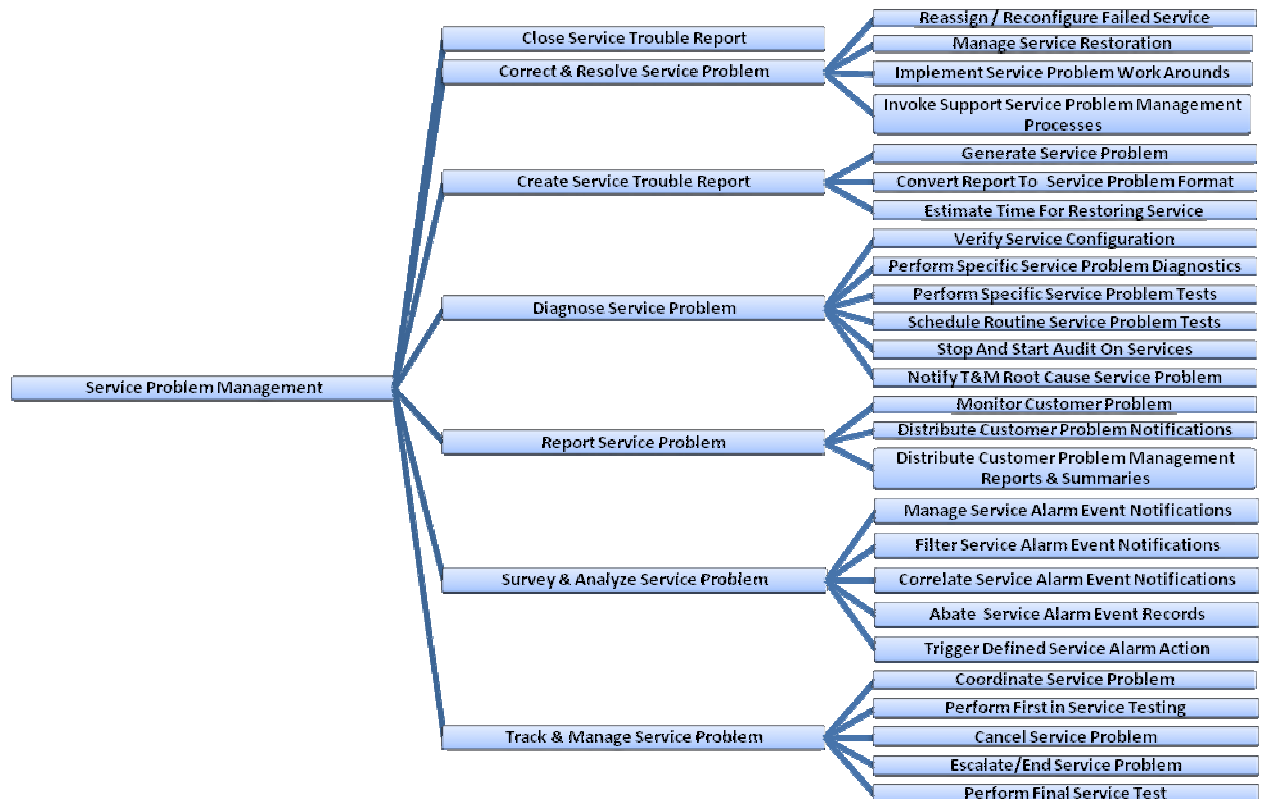 Service Problem Management
Close Service Trouble Report
Correct & Resolve Service Problem
Reassign / Reconfigure Failed Service
Manage Service Restoration
Implement Service Problem Work Arounds
Invoke Support Service Problem Management
Processes
Create Service Trouble Report
Generate Service Problem
Convert Report To Service Problem Format
Estimate Time For Restoring Service
Diagnose Service Problem
Verify Service Configuration
Perform Specific Service Problem Diagnostics
Perform Specific Service Problem Tests
Schedule Routine Service Problem Tests
Stop And Start Audit On Services
Notify T&M Root Cause Service Problem
Report Service Problem
Monitor Customer Problem
Distribute Customer Problem Notifications
Distribute Customer Problem Management
Reports & Summaries
Survey & Analyze Service Problem
Manage Service Alarm Event Notifications
Filter Service Alarm Event Notifications
Correlate Service Alarm Event Notifications
Abate Service Alarm Event Records
Trigger Defined Service Alarm Action
Track & Manage Service Problem
Coordinate Service Problem
Perform First in Service Testing
Cancel Service Problem
Escalate/End Service Problem
Perform Final Service Test